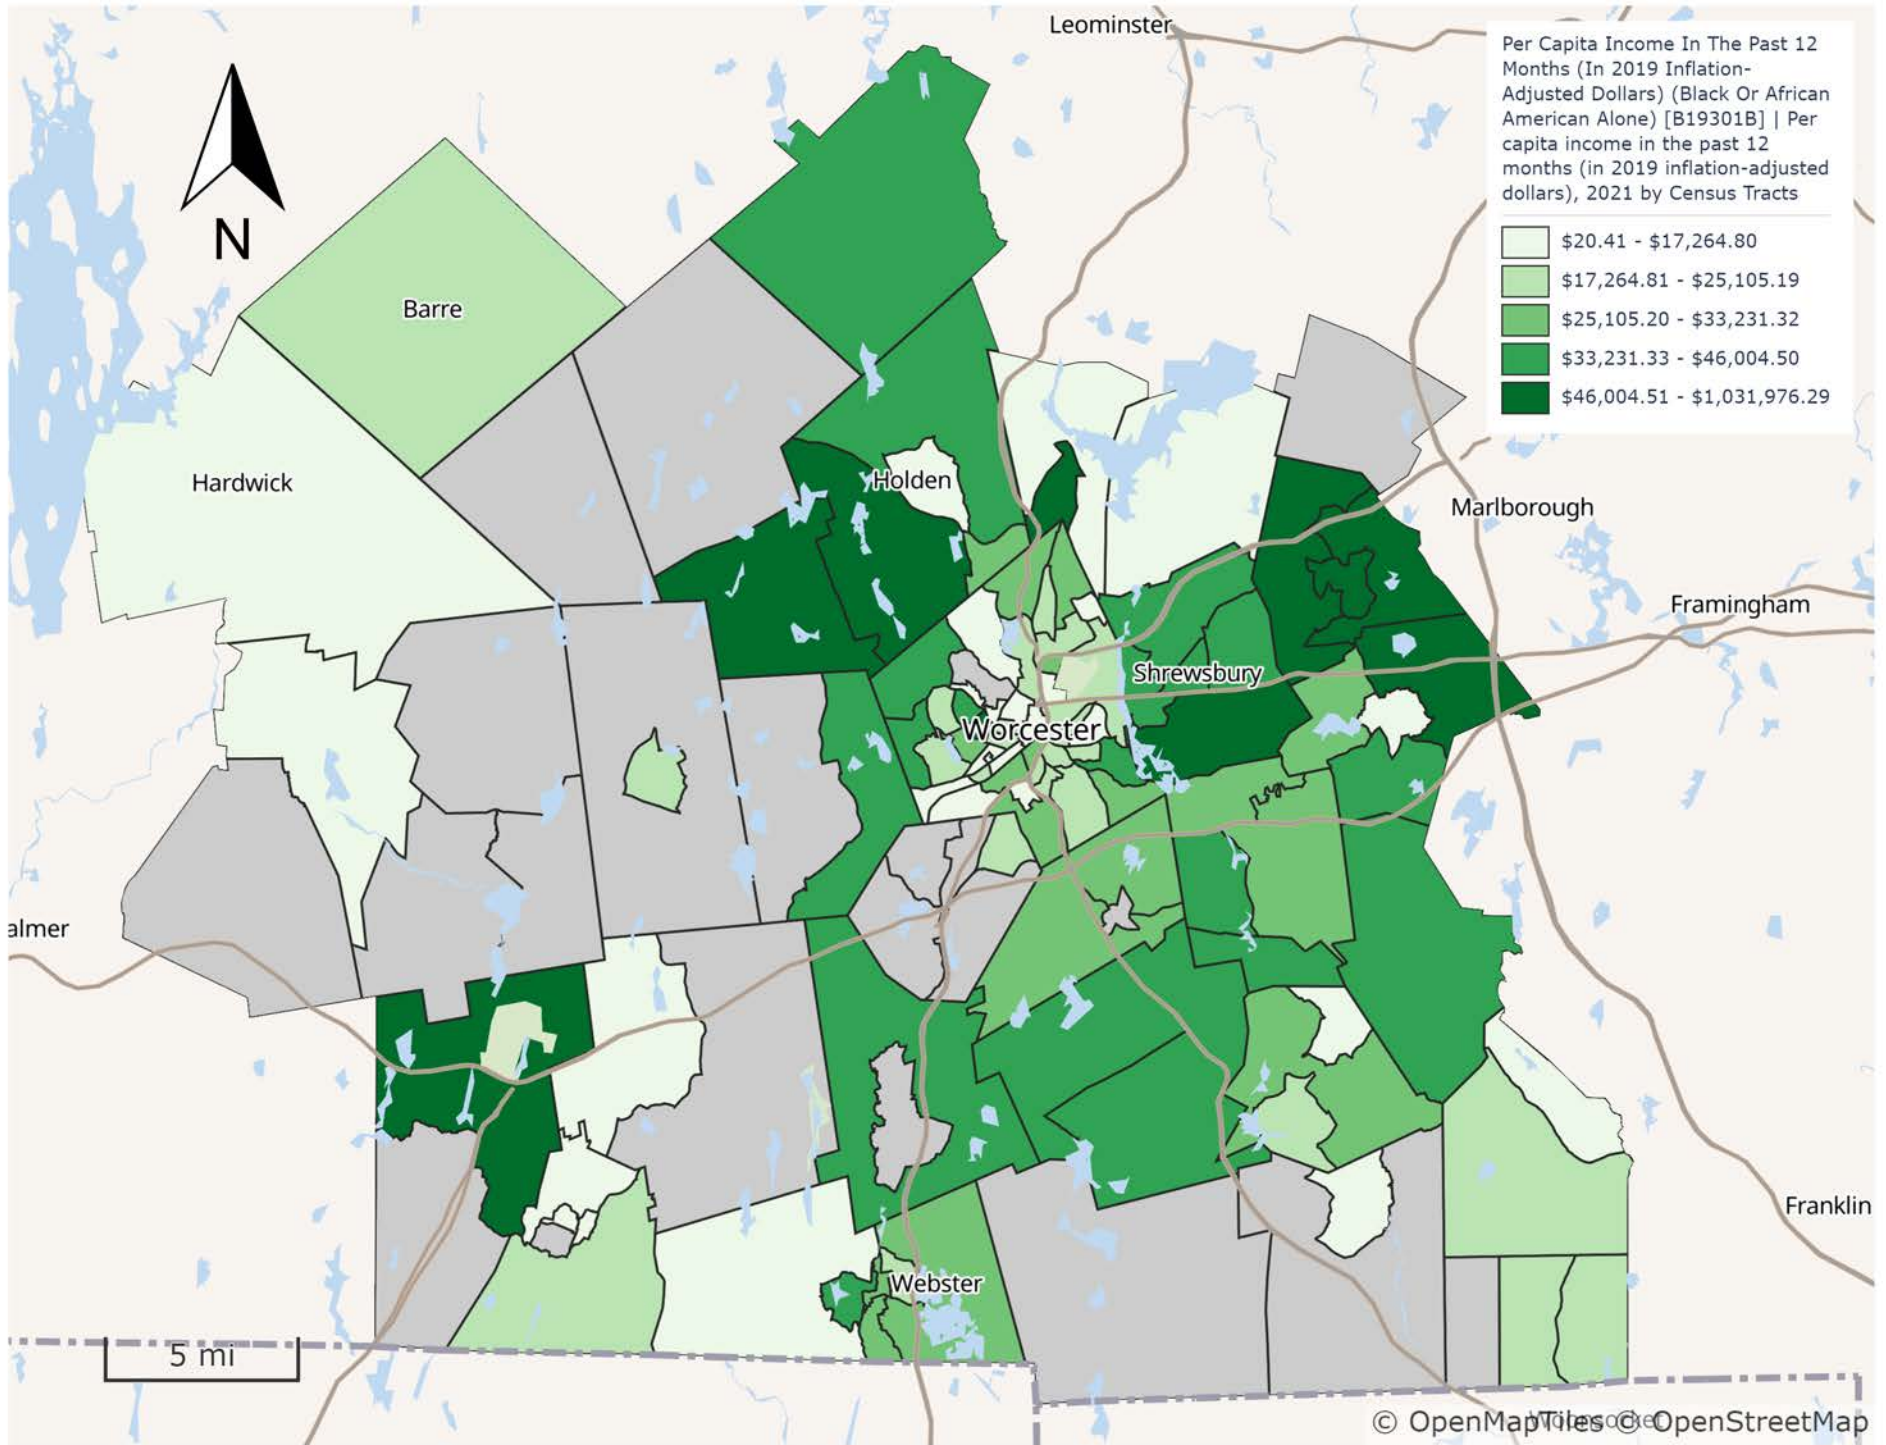 Leominster
Per Capita Income In The Past 12
Months (In 2019 Inflation-
Adjusted Dollars) (Black Or African
American Alone) [B19301B] | Per
capita income in the past 12
months (in 2019 inflation-adjusted
dollars), 2021 by Census Tracts
$20.41 - $17,264.80
$17,264.81 - $25,105.19
$25,105.20 - $33,231.32
$33,231.33 - $46,004.50
$46,004.51 - $1,031,976.29
N
Barre
Hardwick
Holden
Marlborough
Framingham
Shrewsbury
Worcester
almer
Franklin
Webster
5 mi
Woonsocket
© OpenMapTiles © OpenStreetMap